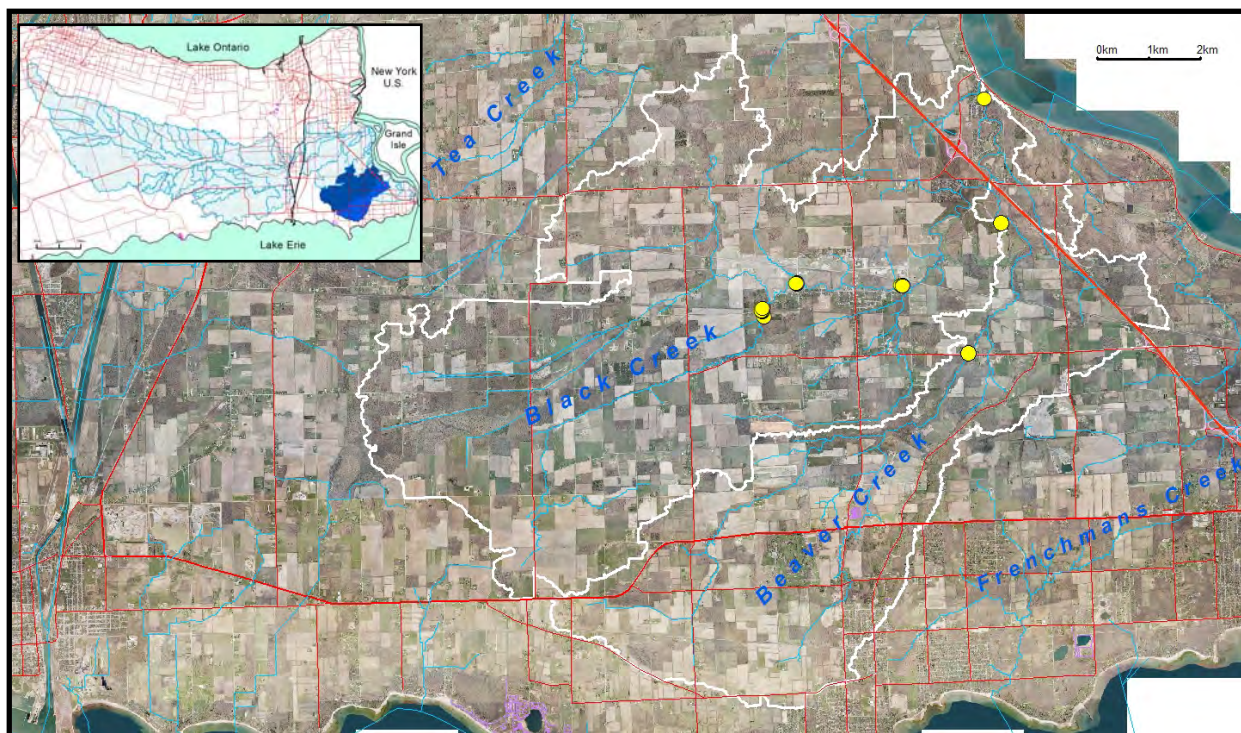 Lake Ontario
New York
U.S.
Grand
Isle
Lake Erie
0km 1km 2km
Tea Creek
Black Creek
Beaver Creek
Frenchmans Creek